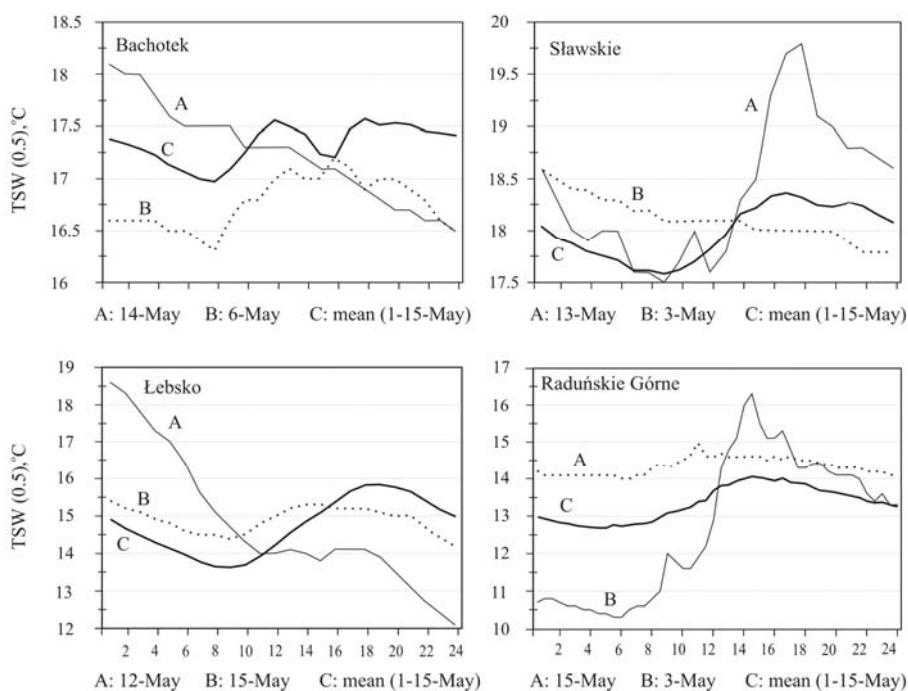 18.5
18
17.5
17
16.5
16
TSW (0.5),°C
Bachotek
A
C
B
A: 14-May B: 6-May C: mean (1-15-May)
20
19.5
19
18.5
18
17.5
Sławskie
A
B
C
A: 13-May B: 3-May C: mean (1-15-May)
19
18
17
16
15
14
13
12
TSW (0.5),°C
Łebsko
A
B
C
2 4 6 8 10 12 14 16 18 20 22 24
A: 12-May B: 15-May C: mean (1-15-May)
17
16
15
14
13
12
11
10
Raduńskie Górne
A
C
B
2 4 6 8 10 12 14 16 18 20 22 24
A: 15-May B: 3-May C: mean (1-15-May)